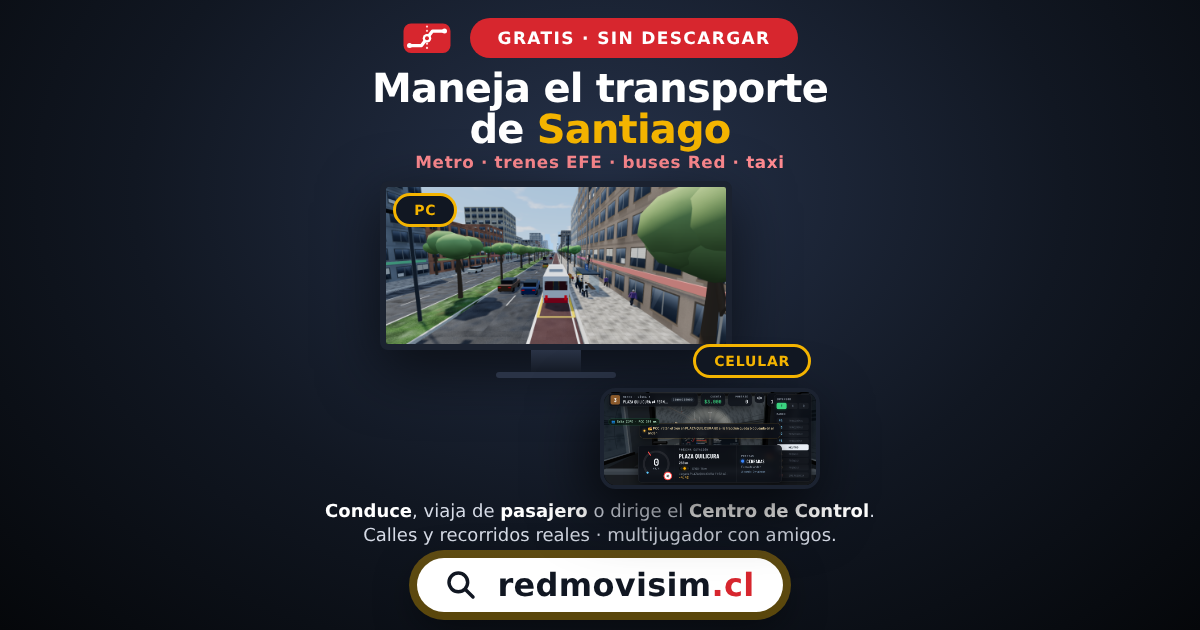 GRATIS · SIN DESCARGAR
Maneja el transporte
de Santiago
Metro · trenes EFE · buses Red · taxi
PC
CELULAR
PLAZA QUILICURA
0
Conduce, viaja de pasajero o dirige el Centro de Control.
Calles y recorridos reales · multijugador con amigos.
redmovisim.cl